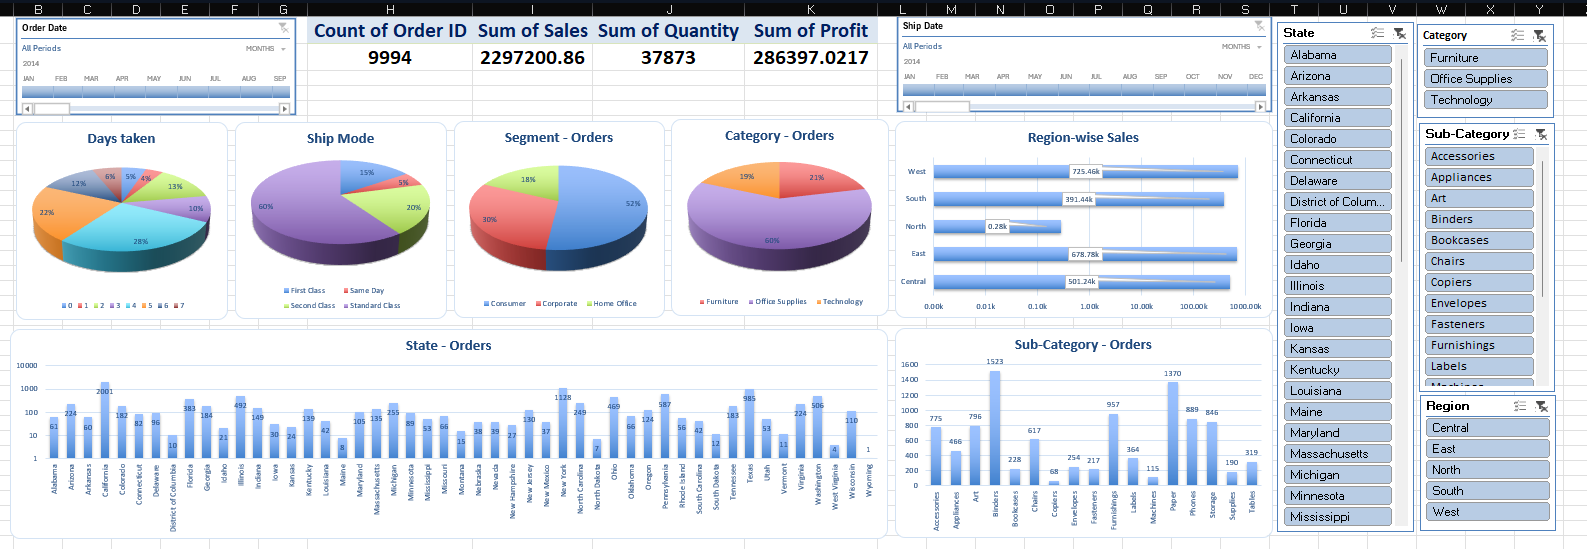 B C D E F G H I J K L M N O P Q R S T U V W X Y
Order Date
All Periods MONTHS
2014
JAN FEB MAR APR MAY JUN JUL AUG SEP
Count of Order ID Sum of Sales Sum of Quantity Sum of Profit
9994 2297200.86 37873 286397.0217
Ship Date
All Periods MONTHS
2014
JAN FEB MAR APR MAY JUN JUL AUG SEP OCT NOV DEC
Days taken
5% 4% 13% 10% 28% 22% 12% 6%
0 1 2 3 4 5 6 7
Ship Mode
15% 5% 20% 60%
First Class Same Day
Second Class Standard Class
Segment - Orders
18% 52% 30%
Consumer Corporate Home Office
Category - Orders
19% 21% 60%
Furniture Office Supplies Technology
Region-wise Sales
West 725.46k
South 391.44k
North 0.28k
East 678.78k
Central 501.24k
0.00k 0.01k 0.10k 1.00k 10.00k 100.00k 1000.00k
State - Orders
10000
1000
100
10
1
61 224 60 2001 182 82 96 10 383 184 21 492 149 30 24 139 42 8 105 135 255 89 53 66 15 38 39 27 130 37 1128 249 7 469 66 124 587 56 42 12 183 985 53 11 224 506 4 110 1
Alabama
Arizona
Arkansas
California
Colorado
Connecticut
Delaware
District of Columbia
Florida
Georgia
Idaho
Illinois
Indiana
Iowa
Kansas
Kentucky
Louisiana
Maine
Maryland
Massachusetts
Michigan
Minnesota
Mississippi
Missouri
Montana
Nebraska
Nevada
New Hampshire
New Jersey
New Mexico
New York
North Carolina
North Dakota
Ohio
Oklahoma
Oregon
Pennsylvania
Rhode Island
South Carolina
South Dakota
Tennessee
Texas
Utah
Vermont
Virginia
Washington
West Virginia
Wisconsin
Wyoming
Sub-Category - Orders
1600
1400
1200
1000
800
600
400
200
0
775 466 796 1523 228 617 68 254 217 957 364 115 1370 889 846 190 319
Accessories
Appliances
Art
Binders
Bookcases
Chairs
Copiers
Envelopes
Fasteners
Furnishings
Labels
Machines
Paper
Phones
Storage
Supplies
Tables
State
Alabama
Arizona
Arkansas
California
Colorado
Connecticut
Delaware
District of Colum...
Florida
Georgia
Idaho
Illinois
Indiana
Iowa
Kansas
Kentucky
Louisiana
Maine
Maryland
Massachusetts
Michigan
Minnesota
Mississippi
Category
Furniture
Office Supplies
Technology
Sub-Category
Accessories
Appliances
Art
Binders
Bookcases
Chairs
Copiers
Envelopes
Fasteners
Furnishings
Labels
Machines
Region
Central
East
North
South
West